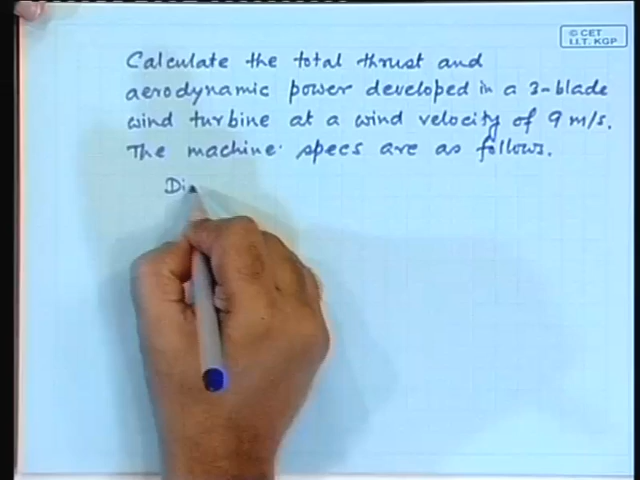 © CET
I.I.T. KGP
Calculate the total thrust and
aerodynamic power developed in a 3-blade
wind turbine at a wind velocity of 9 m/s.
The machine specs are as follows.
Di